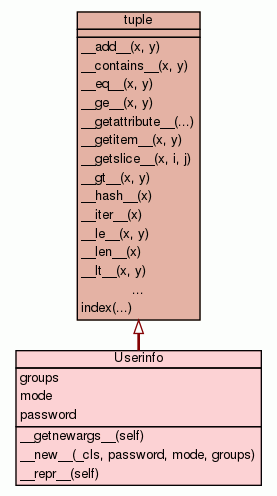 tuple
__add__(x, y)
__contains__(x, y)
__eq__(x, y)
__ge__(x, y)
__getattribute__(...)
__getitem__(x, y)
__getslice__(x, i, j)
__gt__(x, y)
__hash__(x)
__iter__(x)
__le__(x, y)
__len__(x)
__lt__(x, y)
...
index(...)
Userinfo
groups
mode
password
__getnewargs__(self)
__new__(_cls, password, mode, groups)
__repr__(self)